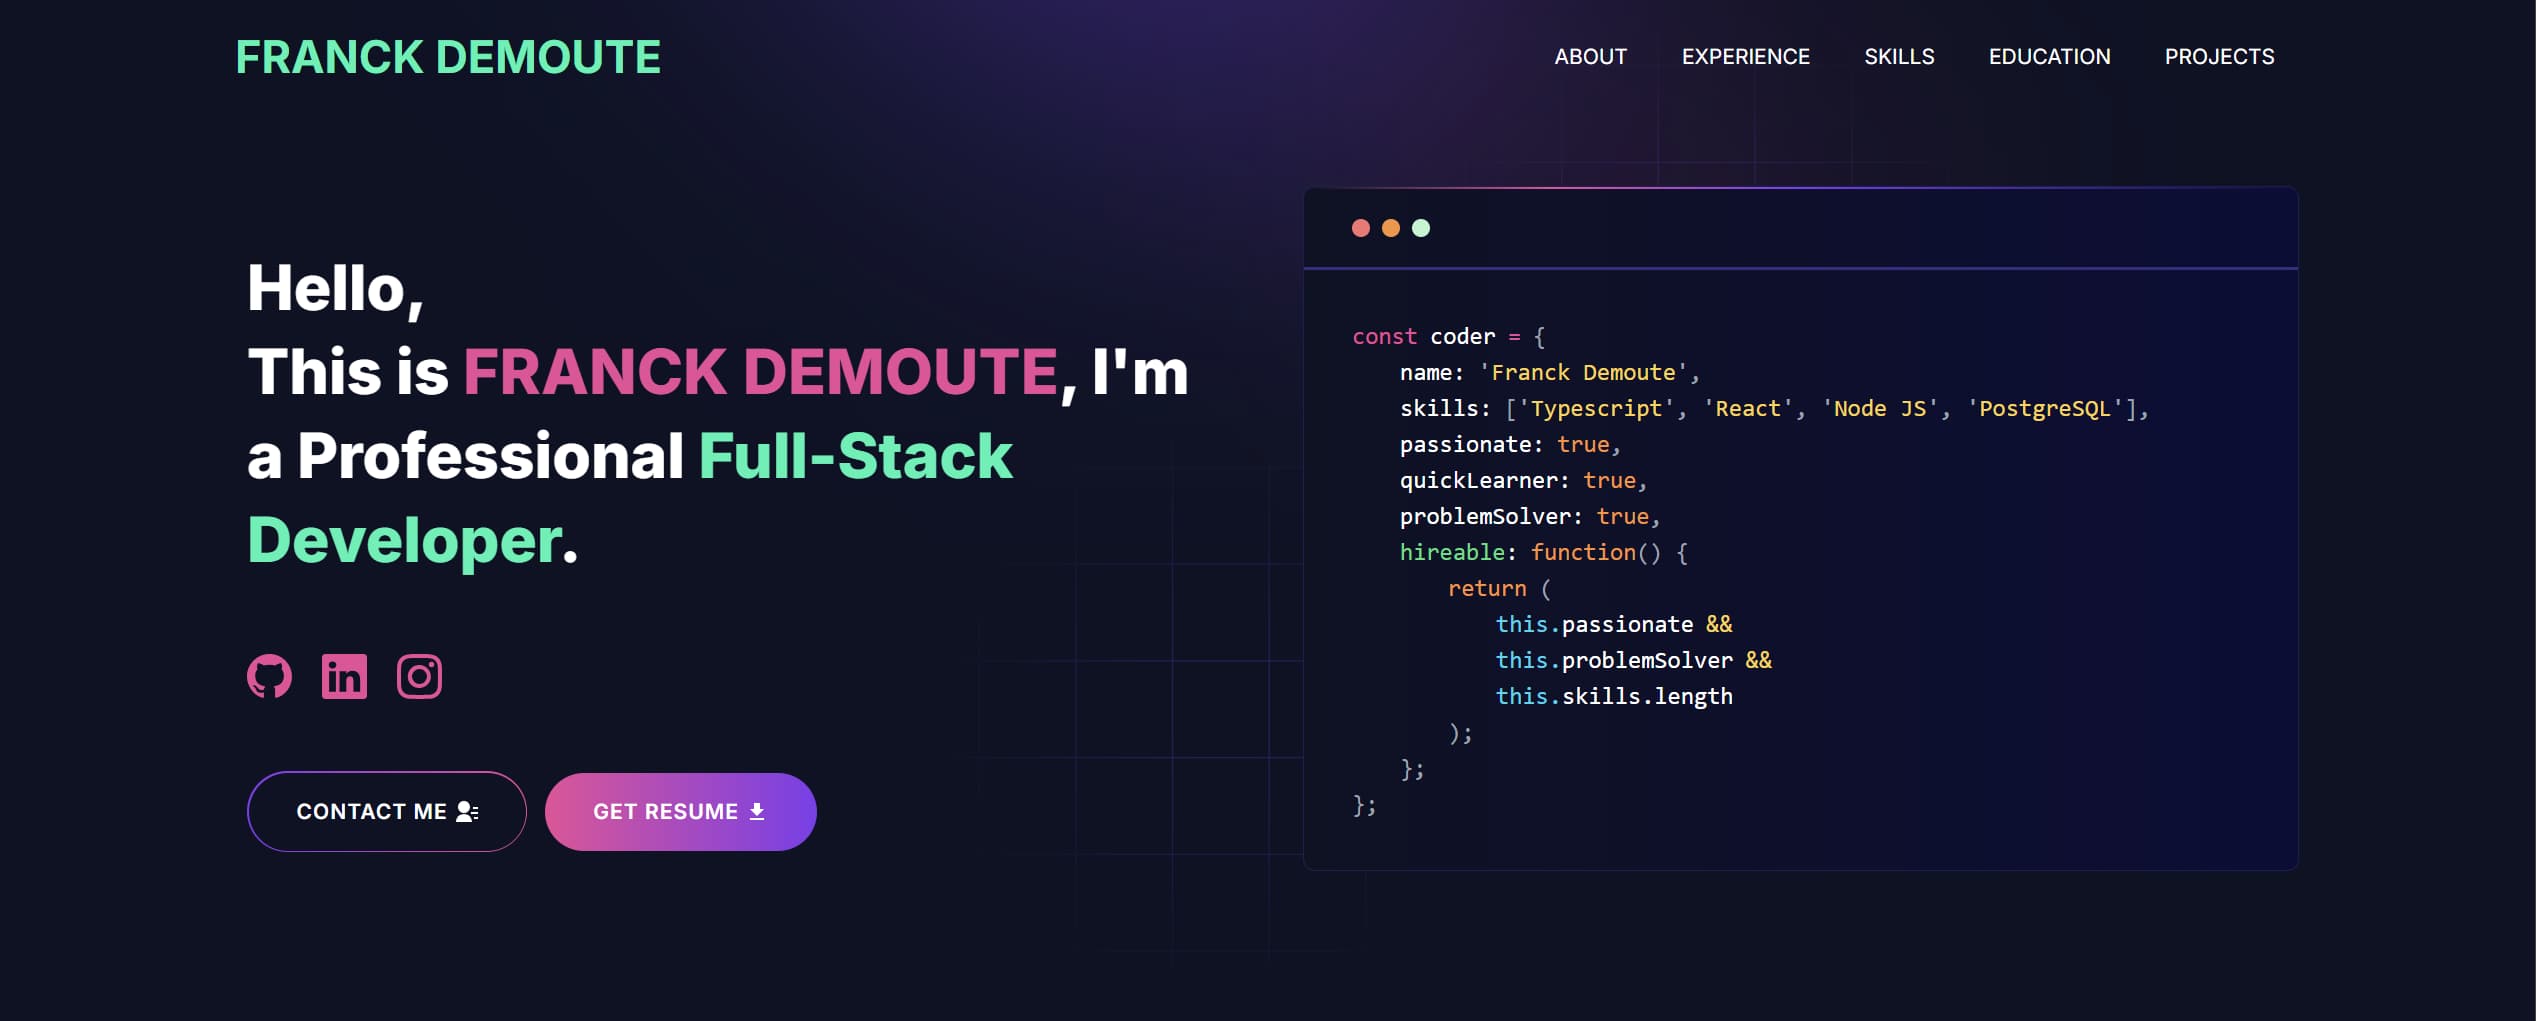 FRANCK DEMOUTE
ABOUT EXPERIENCE SKILLS EDUCATION PROJECTS
Hello,
This is FRANCK DEMOUTE, I'm
a Professional Full-Stack
Developer.
CONTACT ME
GET RESUME
const coder = {
name: 'Franck Demoute',
skills: ['Typescript', 'React', 'Node JS', 'PostgreSQL'],
passionate: true,
quickLearner: true,
problemSolver: true,
hireable: function() {
return (
this.passionate &&
this.problemSolver &&
this.skills.length
);
};
};